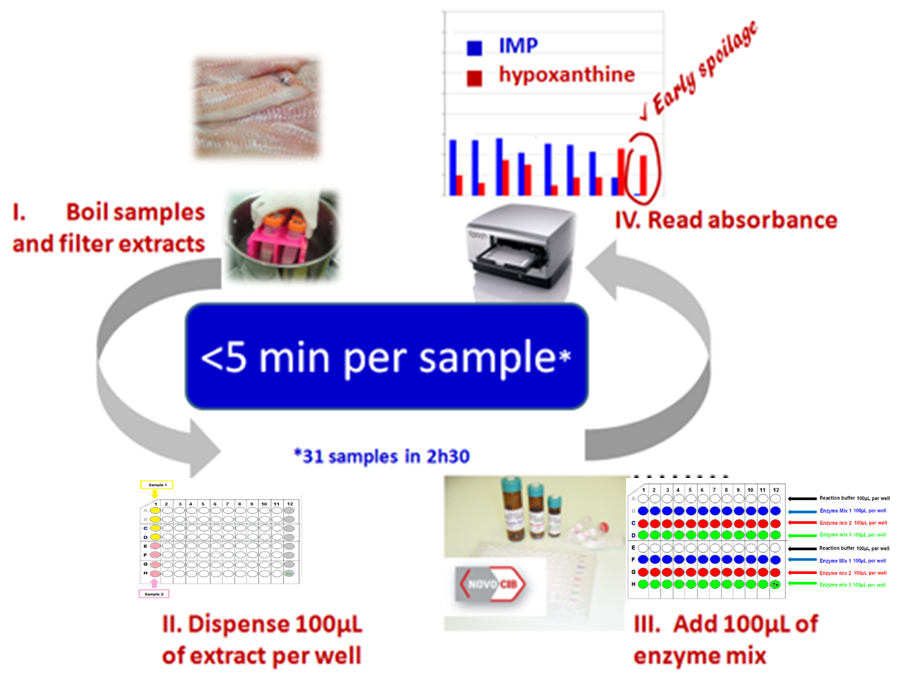 IMP
hypoxanthine
✓ Early spoilage
I. Boil samples
and filter extracts
epoch
IV. Read absorbance
<5 min per sample*
*31 samples in 2h30
Sample 1
1 2 3 4 5 6 7 8 9 10 11 12
A
B
C
D
E
F
G
H
Sample 2
II. Dispense 100µL
of extract per well
NOVO CIB
1 2 3 4 5 6 7 8 9 10 11 12
A Reaction buffer 100µL per well
B Enzyme Mix 1 100µL per well
C Enzyme mix 2 100µL per well
D Enzyme mix 3 100µL per well
E Reaction buffer 100µL per well
F Enzyme Mix 1 100µL per well
G Enzyme mix 2 100µL per well
H Enzyme mix 3 100µL per well
III. Add 100µL of
enzyme mix